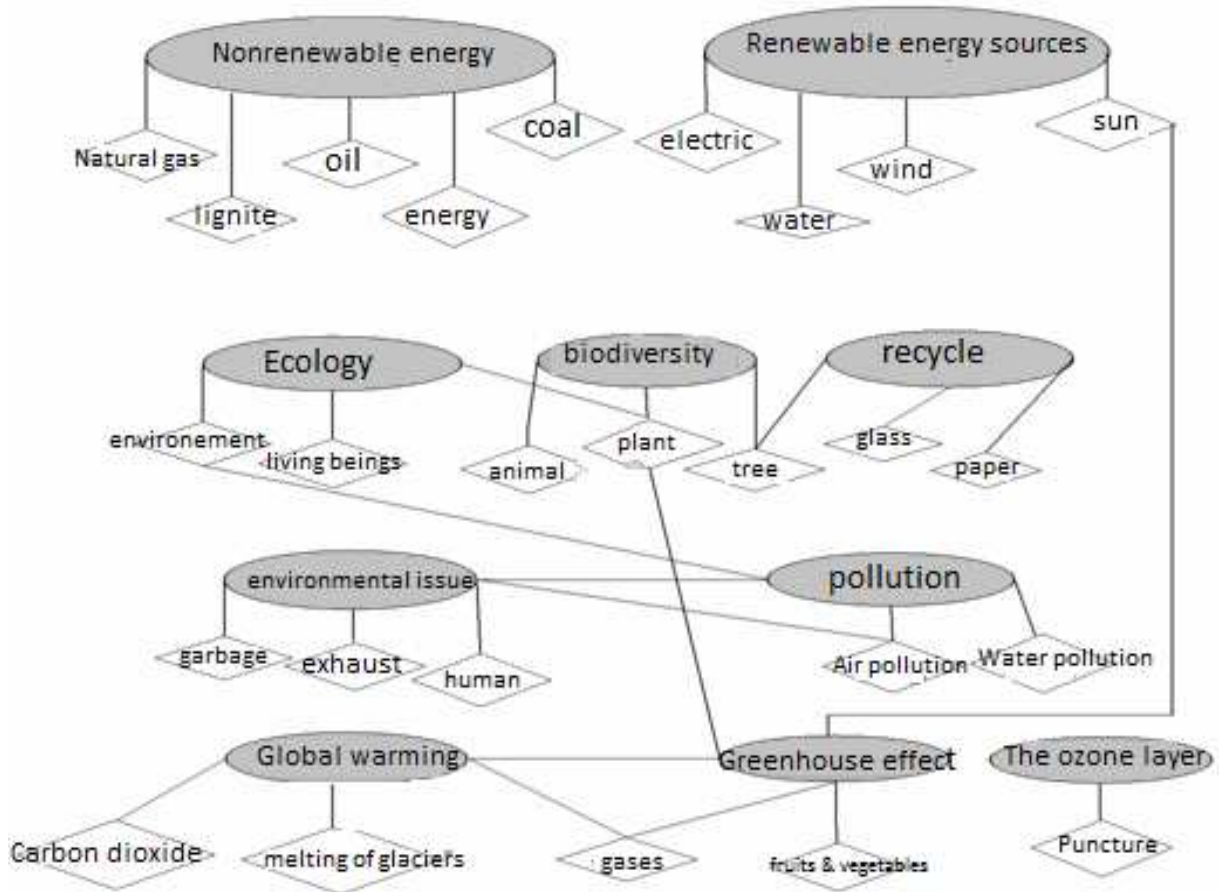 Nonrenewable energy
Renewable energy sources
Natural gas
lignite
oil
energy
coal
electric
water
wind
sun
Ecology
biodiversity
recycle
environement
living beings
animal
plant
tree
glass
paper
environmental issue
pollution
garbage
exhaust
human
Air pollution
Water pollution
Global warming
Greenhouse effect
The ozone layer
Carbon dioxide
melting of glaciers
gases
fruits & vegetables
Puncture